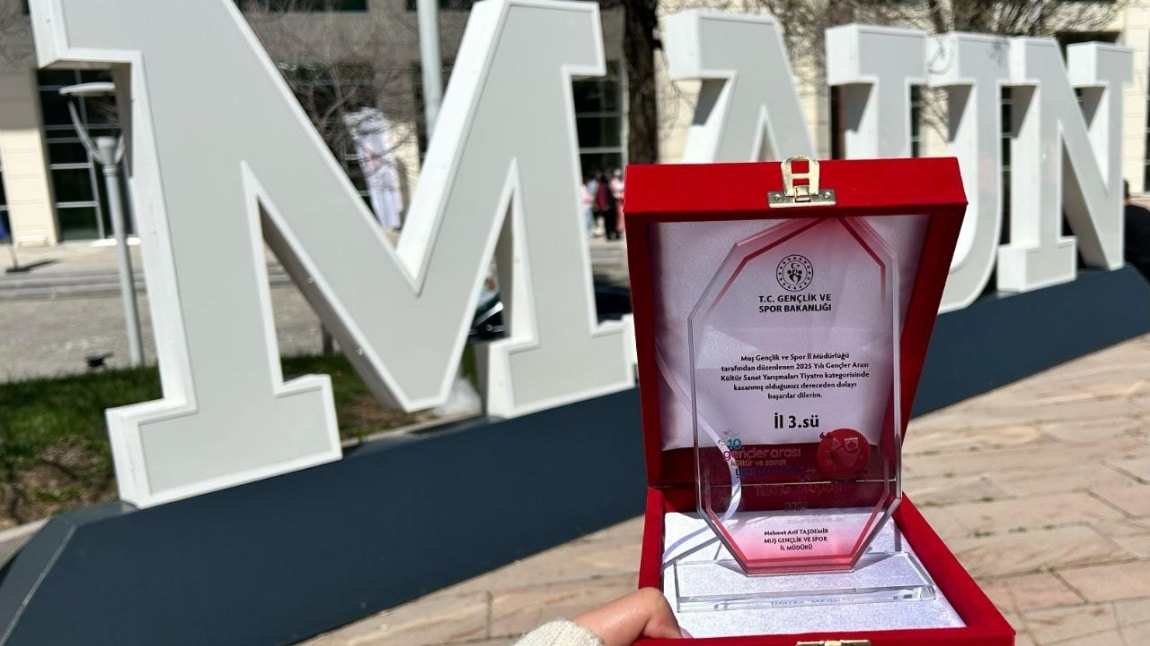 MAUN
T.C. GENÇLİK VE
SPOR BAKANLIĞI
Muş Gençlik ve Spor İl Müdürlüğü
tarafından düzenlenen 2025 Yılı Gençler Arası
Kültür Sanat Yarışmaları Tiyatro kategorisinde
kazanmış olduğunuz dereceden dolayı
başarılar dilerim.
İl 3.sü
10.
gençler arası
kültür ve sanat
Mehmet Arif TAŞDEMİR
MUŞ GENÇLİK VE SPOR
İL MÜDÜRÜ